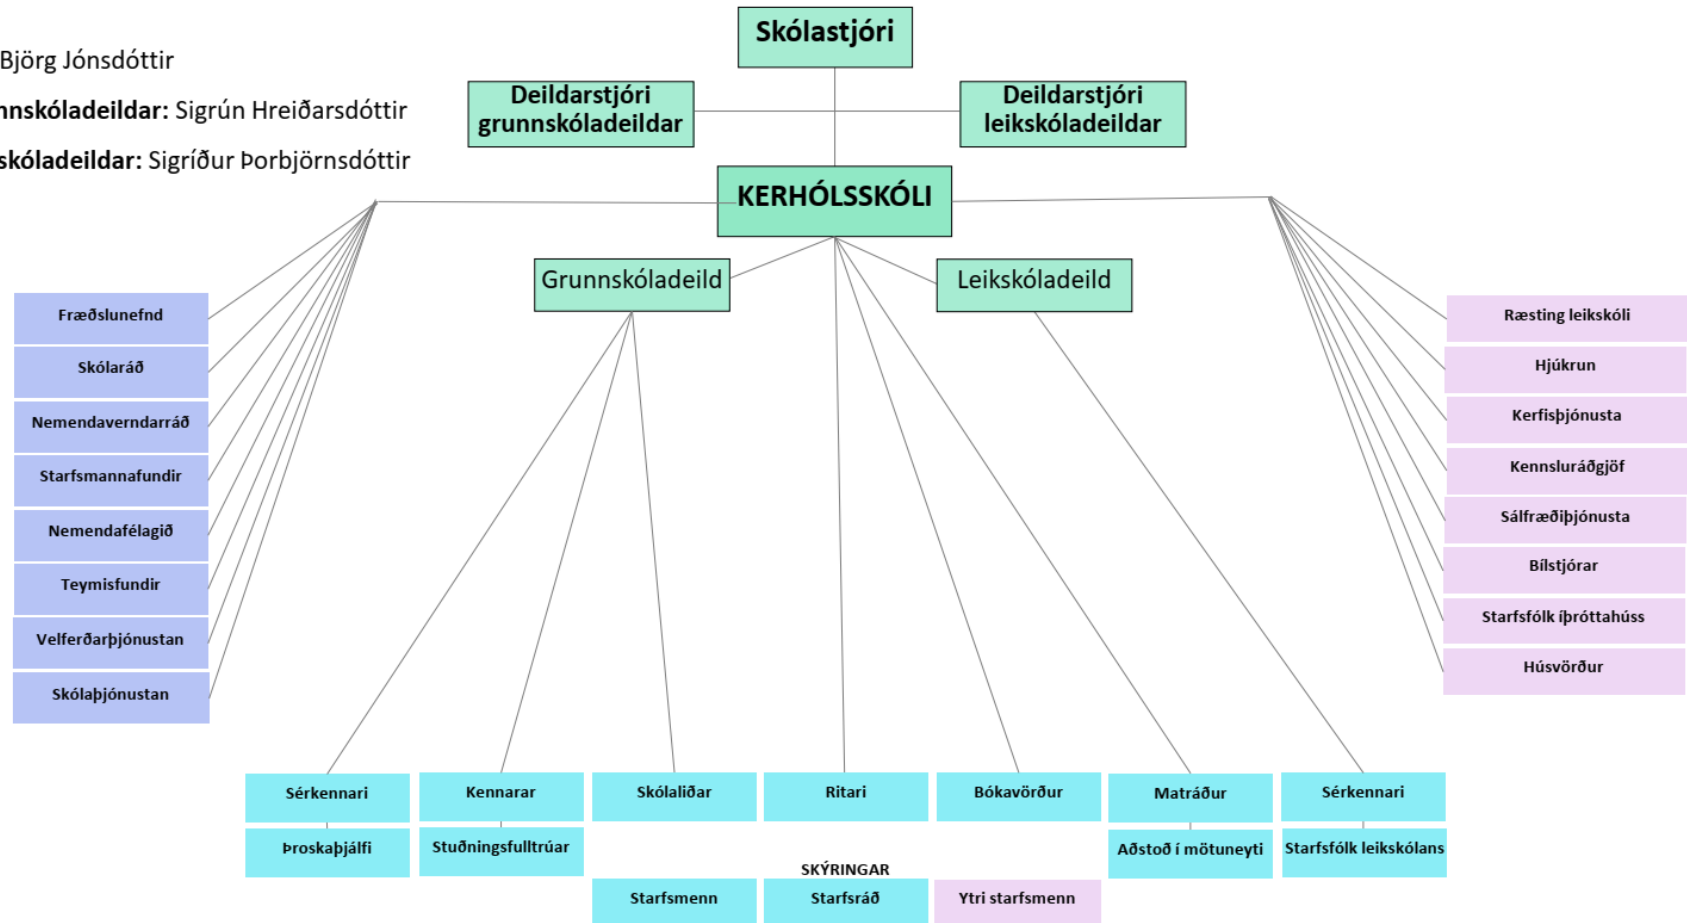 Skólastjóri
Björg Jónsdóttir
nnskóladeildar: Sigrún Hreiðarsdóttir
skóladeildar: Sigríður Þorbjörnsdóttir
Deildarstjóri
grunnskóladeildar
Deildarstjóri
leikskóladeildar
KERHÓLSSKÓLI
Grunnskóladeild
Leikskóladeild
Fræðslunefnd
Skólaráð
Nemendaverndarráð
Starfsmannafundir
Nemendafélagið
Teymisfundir
Velferðarþjónustan
Skólaþjónustan
Ræsting leikskóli
Hjúkrun
Kerfisþjónusta
Kennsluráðgjöf
Sálfræðiþjónusta
Bílstjórar
Starfsfólk íþróttahúss
Húsvörður
Sérkennari
Kennarar
Skólaliðar
Ritari
Bókavörður
Matráður
Sérkennari
Þroskaþjálfi
Stuðningsfulltrúar
Aðstoð í mötuneyti
Starfsfólk leikskólans
SKÝRINGAR
Starfsmenn
Starfsráð
Ytri starfsmenn